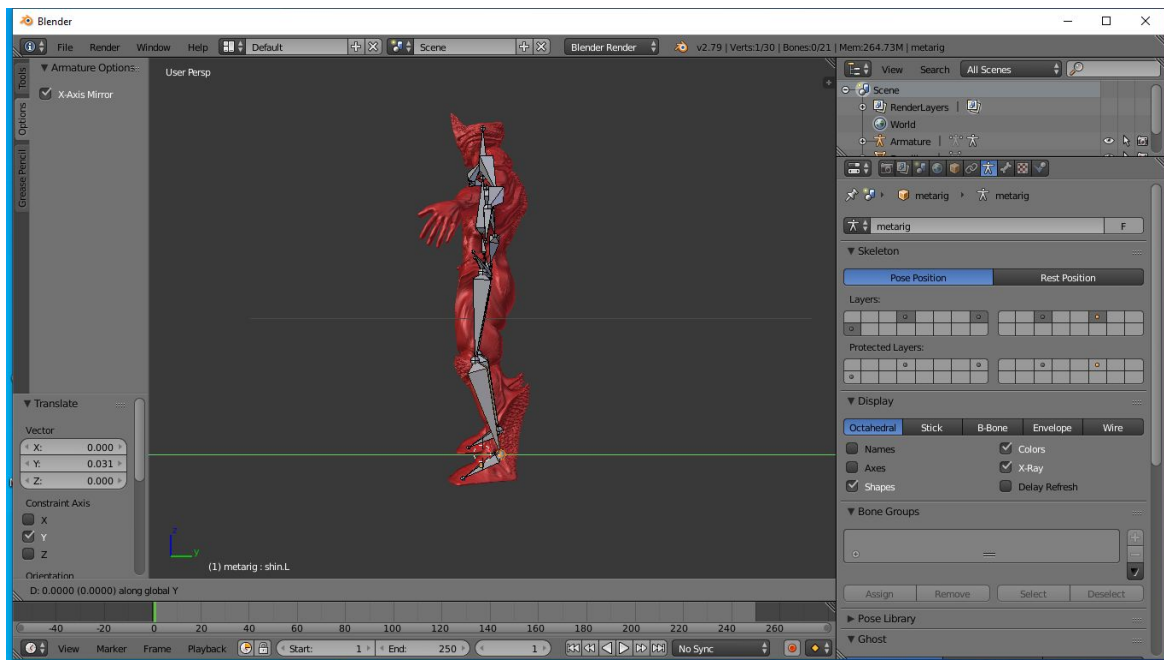 Blender
File Render Window Help Default Scene Blender Render v2.79 | Verts:1/30 | Bones:0/21 | Mem:264.73M | metarig
Tools
Options
Grease Pencil
Armature Options
X-Axis Mirror
User Persp
View Search All Scenes
Scene
RenderLayers |
World
Armature |
metarig metarig
metarig F
Skeleton
Pose Position Rest Position
Layers:
Protected Layers:
Display
Octahedral Stick B-Bone Envelope Wire
Names Colors
Axes X-Ray
Shapes Delay Refresh
Bone Groups
Assign Remove Select Deselect
Pose Library
Ghost
Translate
Vector
X: 0.000
Y: 0.031
Z: 0.000
Constraint Axis
X
Y
Z
Orientation
z
y
(1) metarig : shin.L
D: 0.0000 (0.0000) along global Y
-40 -20 0 20 40 60 80 100 120 140 160 180 200 220 240 260
View Marker Frame Playback Start: 1 End: 250 1 No Sync